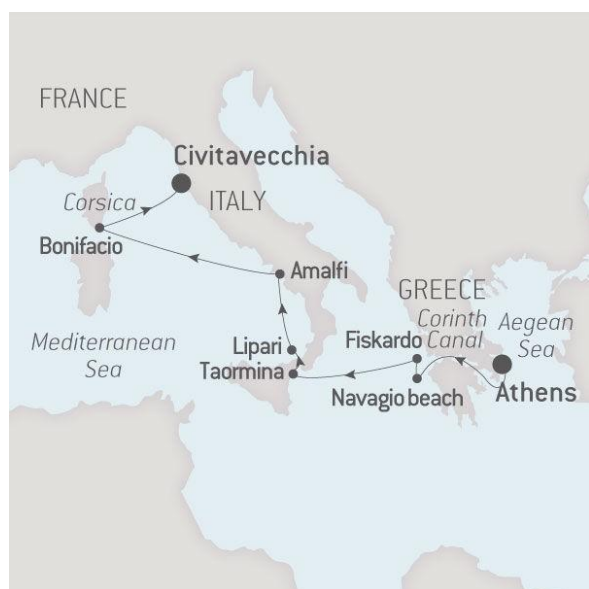 FRANCE
Civitavecchia
Corsica
ITALY
Bonifacio
Amalfi
GREECE
Corinth
Canal
Aegean
Sea
Mediterranean
Sea
Lipari
Fiskardo
Taormina
Navagio beach
Athens